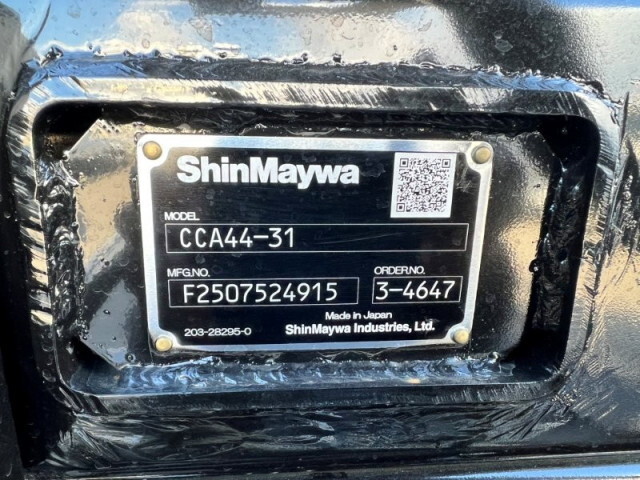 ShinMaywa
MODEL
CCA44-31
MFG.NO. ORDER.NO.
F2507524915 3-4647
Made in Japan
203-28295-0 ShinMaywa Industries, Ltd.